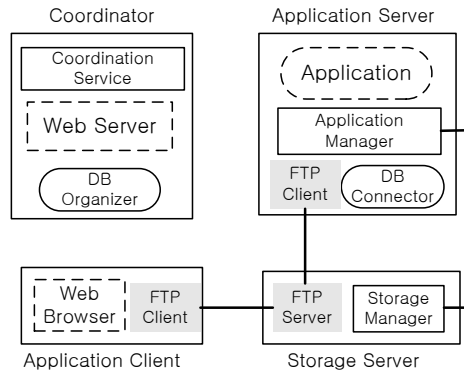 Coordinator
Coordination
Service
Web Server
DB
Organizer
Application Server
Application
Application
Manager
FTP
Client
DB
Connector
Web
Browser
FTP
Client
Application Client
FTP
Server
Storage
Manager
Storage Server